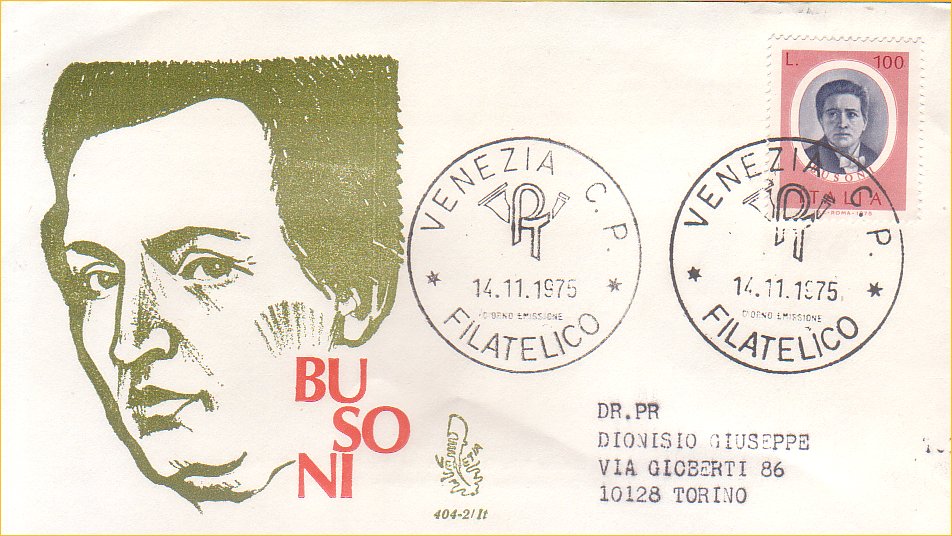 L. 100
BUSONI
ITALIA
ROMA-1975
VENEZIA C.P.
14.11.1975
GIORNO EMISSIONE
FILATELICO
VENEZIA C.P.
14.11.1975
GIORNO EMISSIONE
FILATELICO
BU
SO
NI
404-2/It
DR.PR
DIONISIO GIUSEPPE
VIA GIOBERTI 86
10128 TORINO